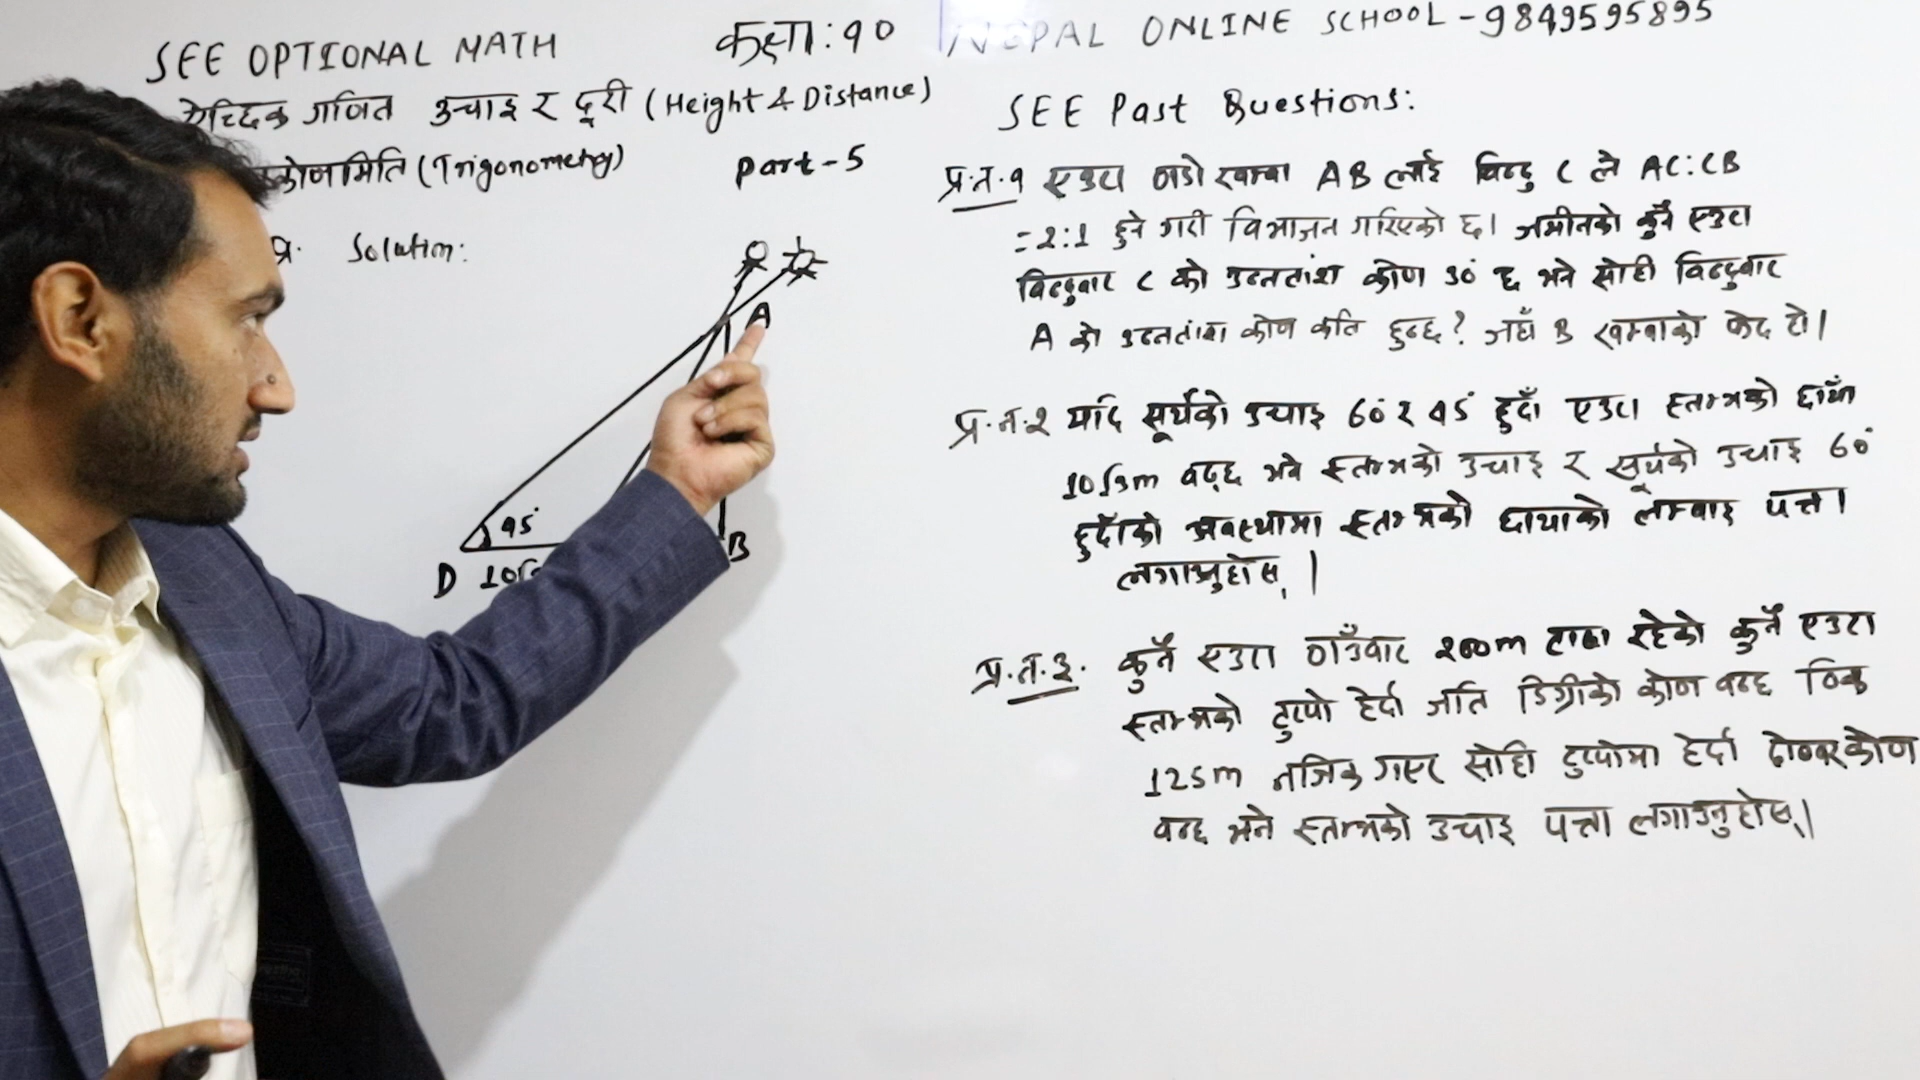 SEE OPTIONAL MATH
कक्षा: १०
NEPAL ONLINE SCHOOL - 9849595895
ऐच्छिक गणित उचाइ र दूरी (Height & Distance)
कोणमिति (Trigonometry)
Part-5
प्र. Solution:
A
45°
D
B
SEE Past Questions:
प्र.न.१ एउटा ठाडो खम्बा AB लाई बिन्दु C ले AC:CB
= 2:1 हुने गरी विभाजन गरिएको छ। जमीनको कुनै एउटा
बिन्दुबाट C को उन्नतांश कोण 30° छ भने सोही बिन्दुबाट
A को उन्नतांश कोण कति हुन्छ? जहाँ B खम्बाको फेद हो।
प्र.न.२ यदि सूर्यको उचाइ 60° र 45° हुदाँ एउटा स्तम्भको छायाँ
10√3m बढ्छ भने स्तम्भको उचाइ र सूर्यको उचाइ 60°
हुदाँको अवस्थामा स्तम्भको छायाको लम्बाइ पत्ता
लगाउनुहोस्।
प्र.न.३. कुनै एउटा ठाउँबाट 200m टाढा रहेको कुनै एउटा
स्तम्भको टुप्पो हेर्दा जति डिग्रीको कोण बन्छ ठिक
125m नजिक गएर सोहि टुप्पोमा हेर्दा दोब्बर कोण
बन्छ भने स्तम्भको उचाइ पत्ता लगाउनुहोस्।